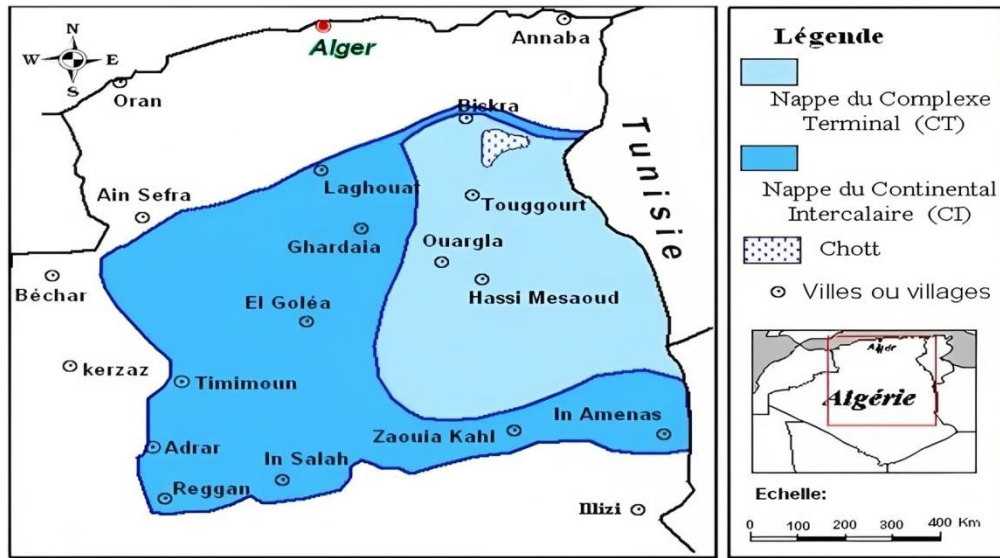 N
W E
S
Alger
Annaba
Oran
Biskra
Tunisie
Laghouat
Ain Sefra
Touggourt
Ghardaia
Ouargla
Béchar
Hassi Mesaoud
El Goléa
kerzaz
Timimoun
In Amenas
Zaouia Kahl
Adrar
In Salah
Reggan
Illizi
Légende
Nappe du Complexe
Terminal (CT)
Nappe du Continental
Intercalaire (CI)
Chott
Villes ou villages
Alger
Algérie
Echelle:
0 100 200 300 400 Km